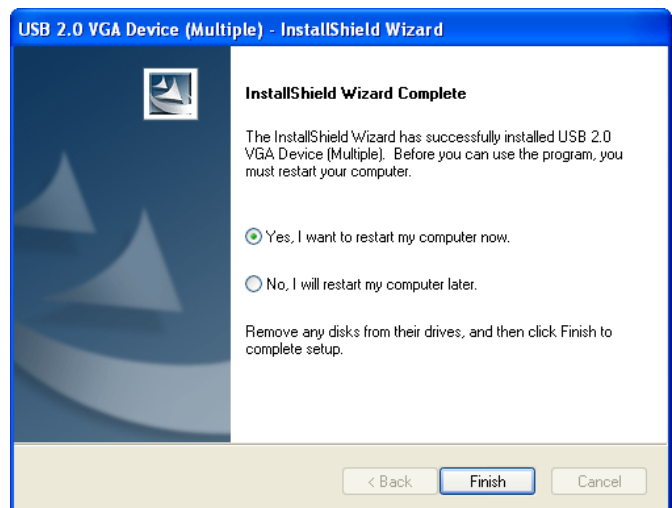 USB 2.0 VGA Device (Multiple) - InstallShield Wizard
InstallShield Wizard Complete
The InstallShield Wizard has successfully installed USB 2.0
VGA Device (Multiple). Before you can use the program, you
must restart your computer.
Yes, I want to restart my computer now.
No, I will restart my computer later.
Remove any disks from their drives, and then click Finish to
complete setup.
< Back Finish Cancel